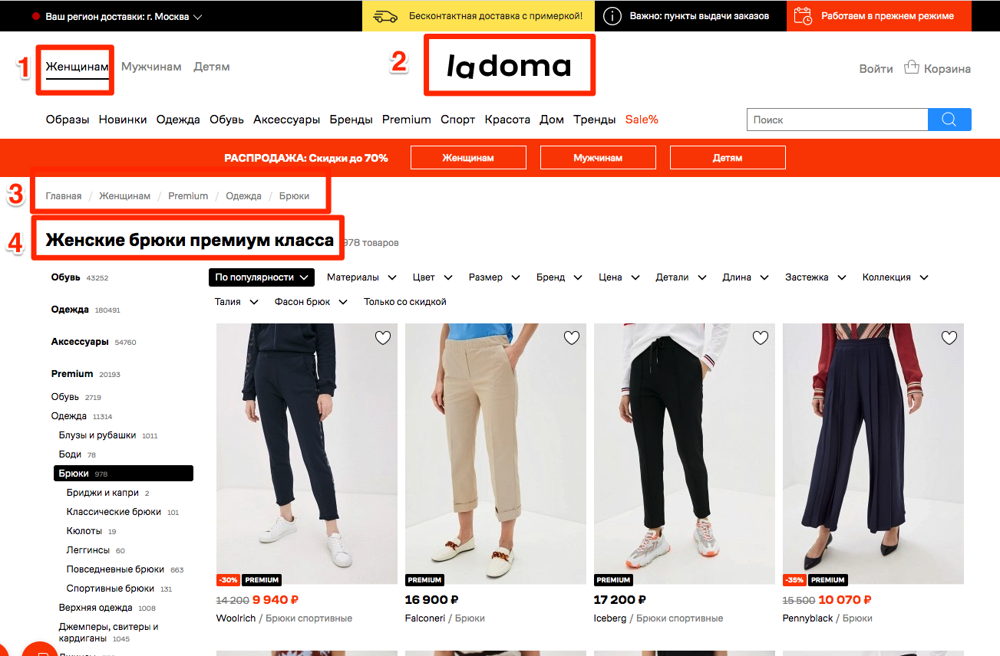 Ваш регион доставки: г. Москва
Бесконтактная доставка с примеркой!
Важно: пункты выдачи заказов
Работаем в прежнем режиме
1
Женщинам Мужчинам Детям
2
la doma
Войти Корзина
Образы Новинки Одежда Обувь Аксессуары Бренды Premium Спорт Красота Дом Тренды Sale%
Поиск
РАСПРОДАЖА: Скидки до 70% Женщинам Мужчинам Детям
3
Главная / Женщинам / Premium / Одежда / Брюки
4
Женские брюки премиум класса 978 товаров
Обувь 43252
Одежда 180491
Аксессуары 54760
Premium 20193
Обувь 2719
Одежда 11314
Блузы и рубашки 1011
Боди 78
Брюки 978
Бриджи и капри 2
Классические брюки 101
Кюлоты 19
Леггинсы 60
Повседневные брюки 663
Спортивные брюки 131
Верхняя одежда 1008
Джемперы, свитеры и
кардиганы 1045
По популярности Материалы Цвет Размер Бренд Цена Детали Длина Застежка Коллекция
Талия Фасон брюк Только со скидкой
-30% PREMIUM
14 200 9 940 ₽
Woolrich / Брюки спортивные
PREMIUM
16 900 ₽
Falconeri / Брюки
PREMIUM
17 200 ₽
Iceberg / Брюки спортивные
-35% PREMIUM
15 500 10 070 ₽
Pennyblack / Брюки